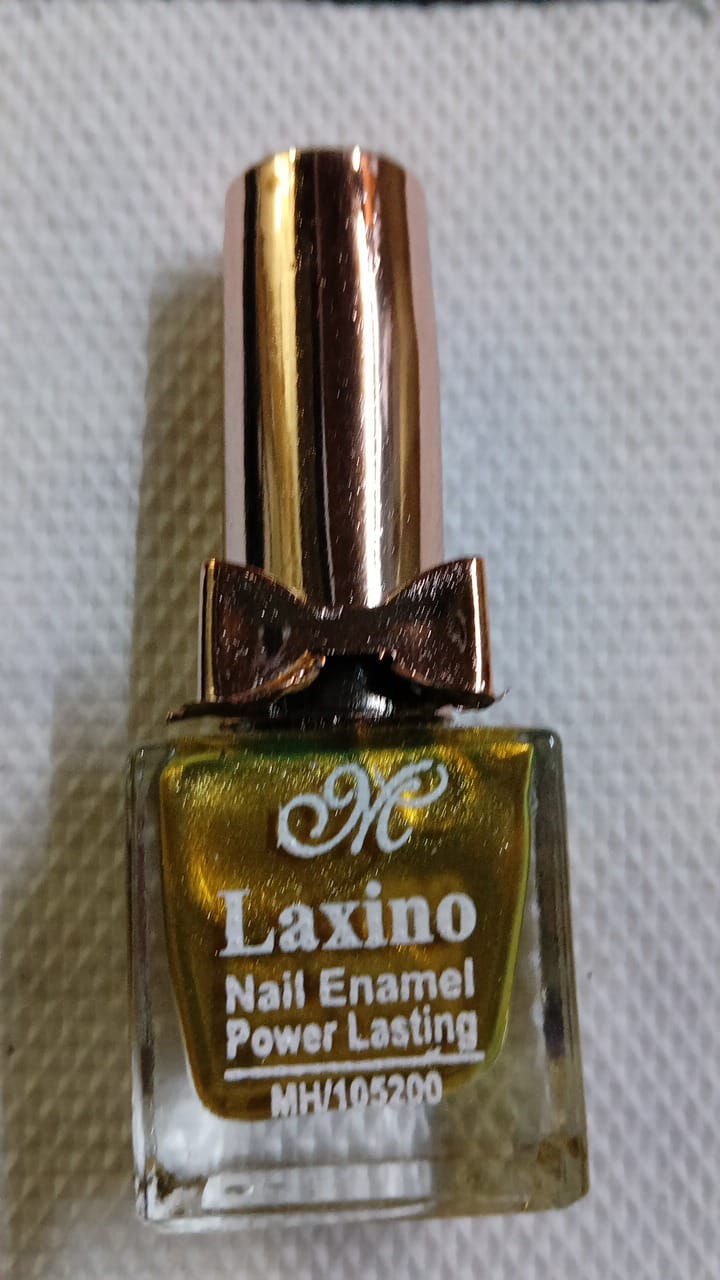 M
Laxino
Nail Enamel
Power Lasting
MH/105200